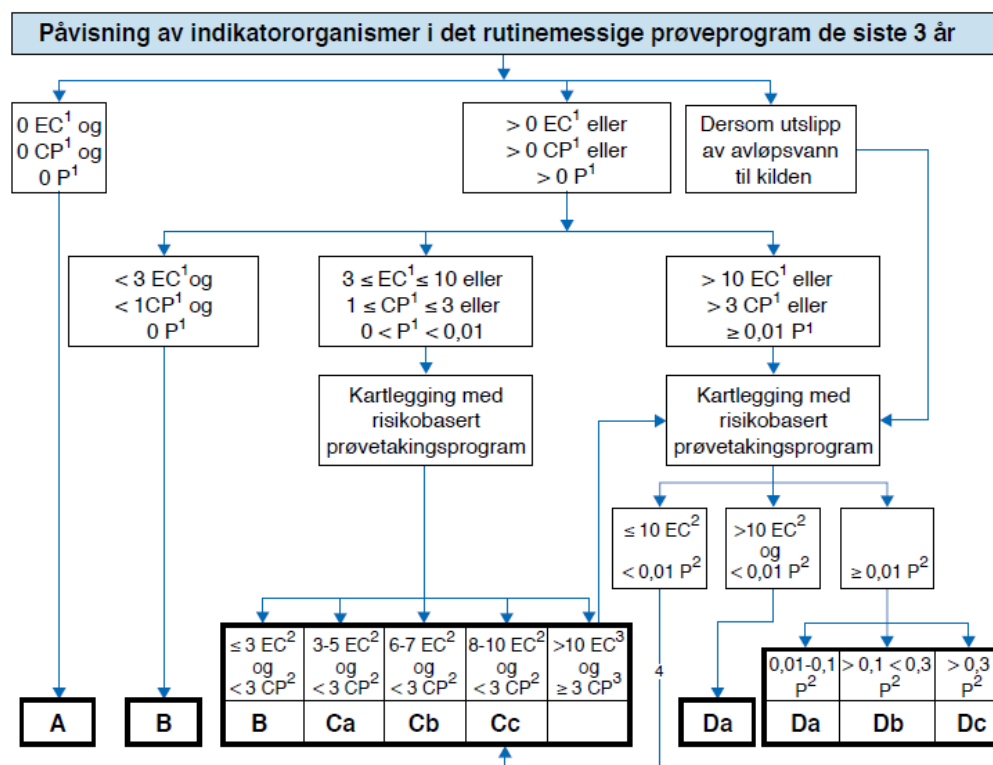 Påvisning av indikatororganismer i det rutinemessige prøveprogram de siste 3 år
0 EC¹ og
0 CP¹ og
0 P¹
> 0 EC¹ eller
> 0 CP¹ eller
> 0 P¹
Dersom utslipp
av avløpsvann
til kilden
< 3 EC¹og
< 1CP¹ og
0 P¹
3 ≤ EC¹ ≤ 10 eller
1 ≤ CP¹ ≤ 3 eller
0 < P¹ < 0,01
> 10 EC¹ eller
> 3 CP¹ eller
≥ 0,01 P¹
Kartlegging med
risikobasert
prøvetakingsprogram
Kartlegging med
risikobasert
prøvetakingsprogram
≤ 10 EC²
< 0,01 P²
>10 EC²
og
< 0,01 P²
≥ 0,01 P²
≤ 3 EC²
og
< 3 CP²
3-5 EC²
og
< 3 CP²
6-7 EC²
og
< 3 CP²
8-10 EC²
og
< 3 CP²
>10 EC³
og
≥ 3 CP³
4
0,01-0,1
P²
> 0,1 < 0,3
P²
> 0,3
P²
A
B
B
Ca
Cb
Cc
Da
Da
Db
Dc